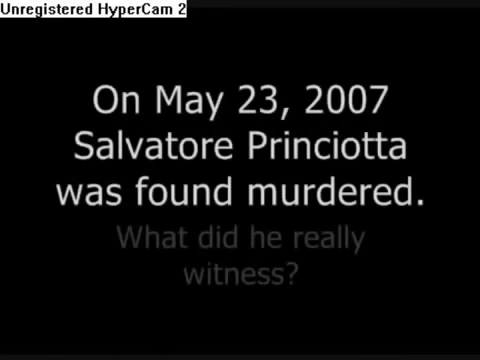 Unregistered HyperCam 2
On May 23, 2007
Salvatore Princiotta
was found murdered.
What did he really
witness?